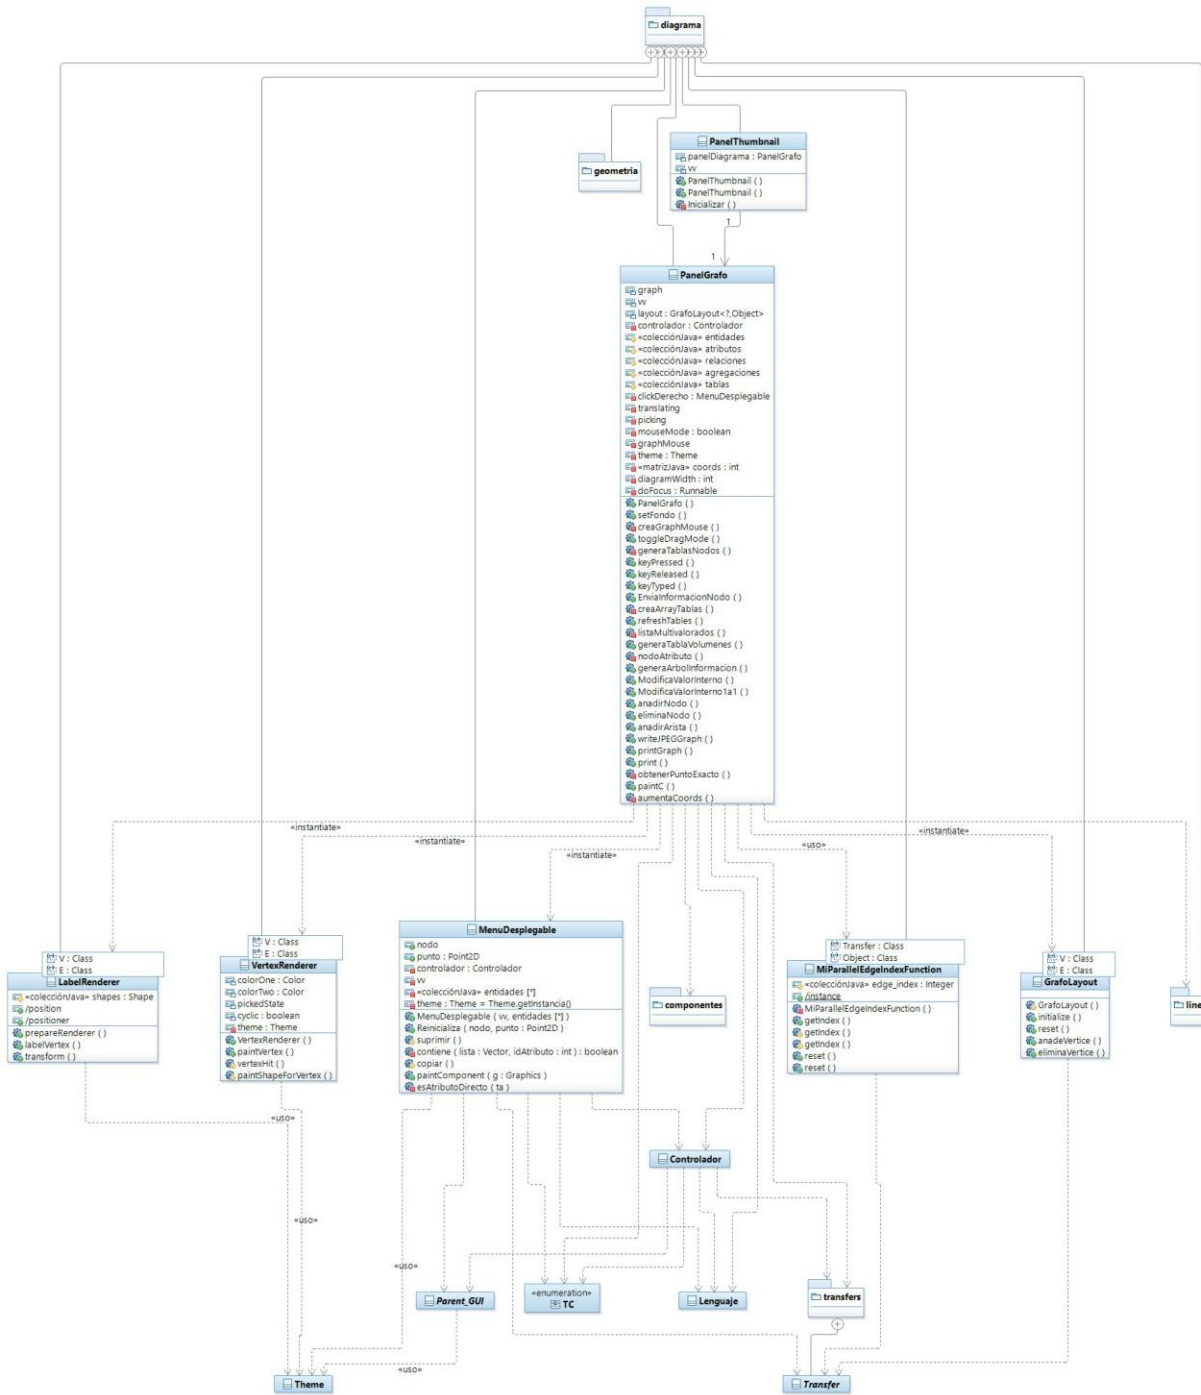 diagrama
PanelThumbnail
panelDiagrama : PanelGrafo
vv
PanelThumbnail ( )
PanelThumbnail ( )
Inicializar ( )
geometria
1
1
PanelGrafo
graph
vv
layout : GrafoLayout<?,Object>
controlador : Controlador
«colecciónJava» entidades
«colecciónJava» atributos
«colecciónJava» relaciones
«colecciónJava» agregaciones
«colecciónJava» tablas
clickDerecho : MenuDesplegable
translating
picking
mouseMode : boolean
graphMouse
theme : Theme
«matrizJava» coords : int
diagramWidth : int
doFocus : Runnable
PanelGrafo ( )
setFondo ( )
creaGraphMouse ( )
toggleDragMode ( )
generaTablasNodos ( )
keyPressed ( )
keyReleased ( )
keyTyped ( )
EnviaInformacionNodo ( )
creaArrayTablas ( )
refreshTables ( )
listaMultivalorados ( )
generaTablaVolumenes ( )
nodoAtributo ( )
generaArbolInformacion ( )
ModificaValorInterno ( )
ModificaValorInterno1a1 ( )
anadirNodo ( )
eliminaNodo ( )
anadirArista ( )
writeJPEGGraph ( )
printGraph ( )
print ( )
obtenerPuntoExacto ( )
paintC ( )
aumentaCoords ( )
«instantiate»
«instantiate»
«instantiate»
«uso»
«instantiate»
V : Class
E : Class
LabelRenderer
«colecciónJava» shapes : Shape
/position
/positioner
prepareRenderer ( )
labelVertex ( )
transform ( )
V : Class
E : Class
VertexRenderer
colorOne : Color
colorTwo : Color
pickedState
cyclic : boolean
theme : Theme
VertexRenderer ( )
paintVertex ( )
vertexHit ( )
paintShapeForVertex ( )
MenuDesplegable
nodo
punto : Point2D
controlador : Controlador
vv
«colecciónJava» entidades [*]
theme : Theme = Theme.getInstancia()
MenuDesplegable ( vv, entidades [*] )
Reinicializa ( nodo, punto : Point2D )
suprimir ( )
contiene ( lista : Vector, idAtributo : int ) : boolean
copiar ( )
paintComponent ( g : Graphics )
esAtributoDirecto ( ta )
componentes
Transfer : Class
Object : Class
MiParallelEdgeIndexFunction
«colecciónJava» edge_index : Integer
/instance
MiParallelEdgeIndexFunction ( )
getIndex ( )
getIndex ( )
getIndex ( )
reset ( )
reset ( )
V : Class
E : Class
GrafoLayout
GrafoLayout ( )
initialize ( )
reset ( )
anadeVertice ( )
eliminaVertice ( )
line
«uso»
«uso»
«uso»
«uso»
Controlador
Parent_GUI
«enumeration»
TC
Lenguaje
transfers
Theme
Transfer